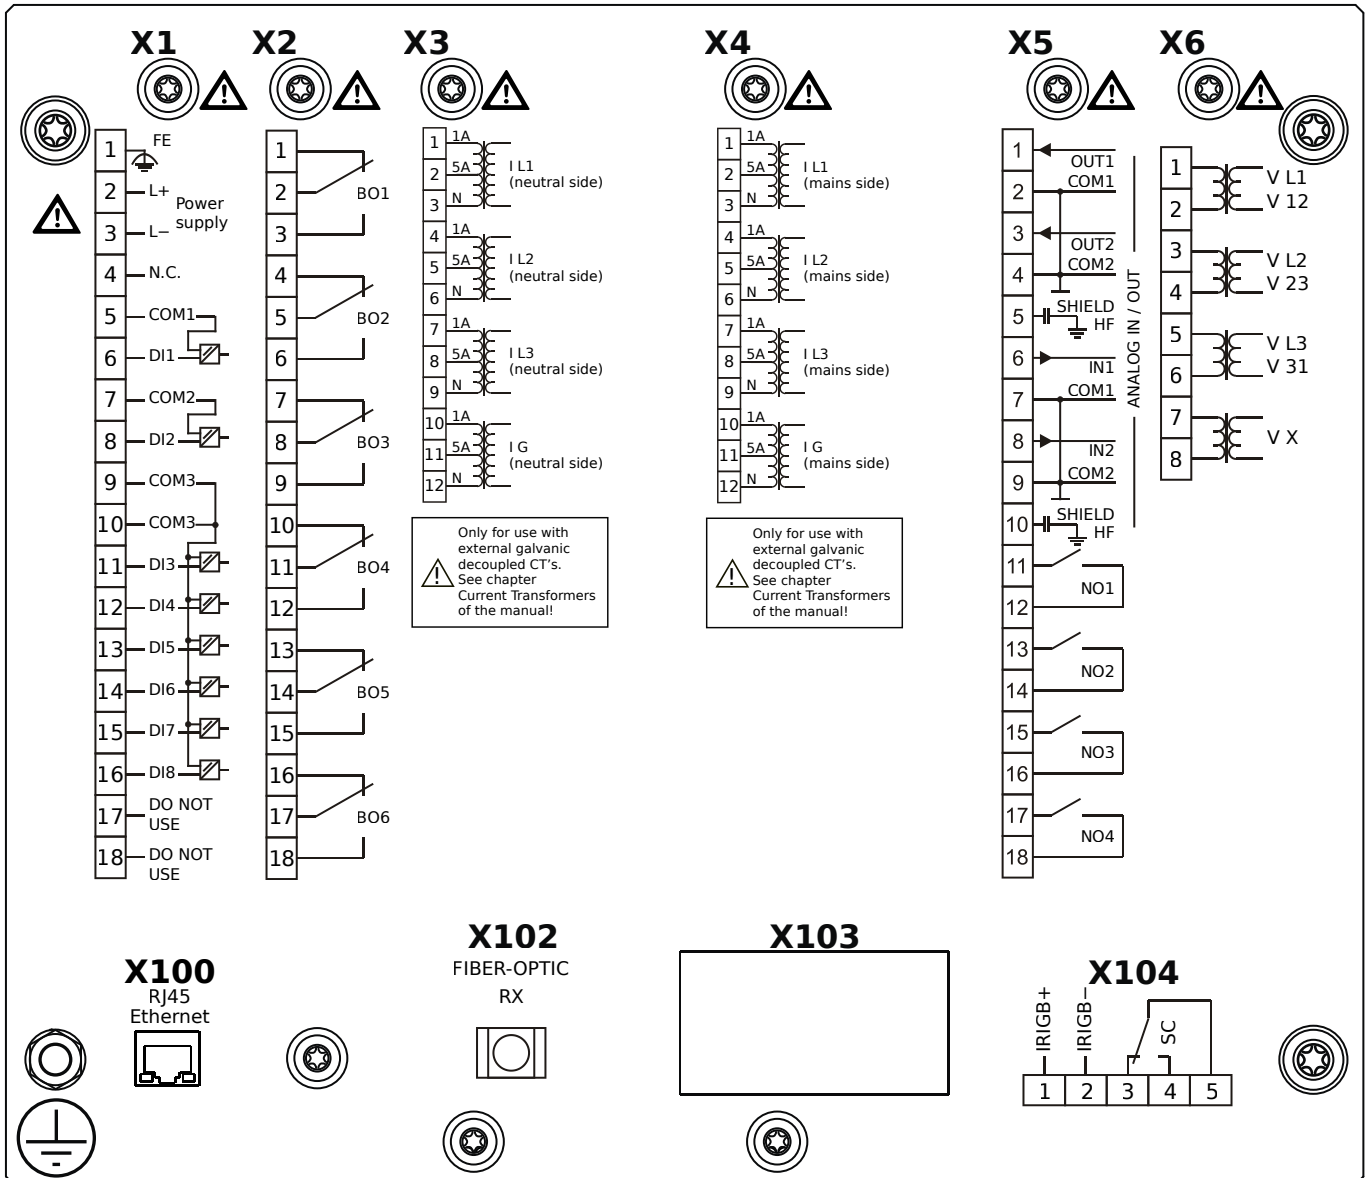 X1
X2
X3
X4
X5
X6
1 FE
2 L+ Power
supply
3 L−
4 N.C.
5 COM1
6 DI1
7 COM2
8 DI2
9 COM3
10 COM3
11 DI3
12 DI4
13 DI5
14 DI6
15 DI7
16 DI8
17 DO NOT
USE
18 DO NOT
USE
1
2 BO1
3
4
5 BO2
6
7
8 BO3
9
10
11 BO4
12
13
14 BO5
15
16
17 BO6
18
1 1A
2 5A I L1
(neutral side)
3 N
4 1A
5 5A I L2
(neutral side)
6 N
7 1A
8 5A I L3
(neutral side)
9 N
10 1A
11 5A I G
(neutral side)
12 N
Only for use with
external galvanic
decoupled CT's.
See chapter
Current Transformers
of the manual!
1 1A
2 5A I L1
(mains side)
3 N
4 1A
5 5A I L2
(mains side)
6 N
7 1A
8 5A I L3
(mains side)
9 N
10 1A
11 5A I G
(mains side)
12 N
Only for use with
external galvanic
decoupled CT's.
See chapter
Current Transformers
of the manual!
1 OUT1
2 COM1
3 OUT2
4 COM2
5 SHIELD
HF
6 IN1
7 COM1
8 IN2
9 COM2
10 SHIELD
HF
ANALOG IN / OUT
11
NO1
12
13
NO2
14
15
NO3
16
17
NO4
18
1 V L1
2 V 12
3 V L2
4 V 23
5 V L3
6 V 31
7 V X
8
X100
RJ45
Ethernet
X102
FIBER-OPTIC
RX
X103
X104
IRIGB+
IRIGB−
SC
1 2 3 4 5